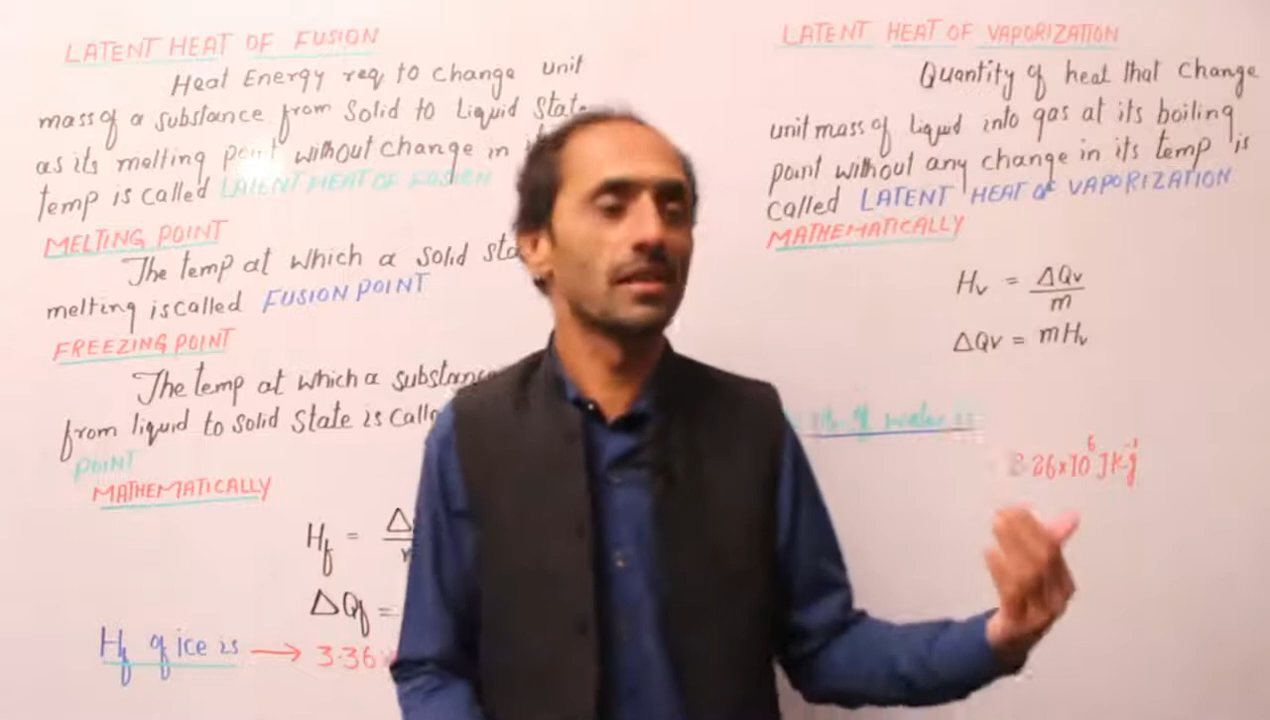 LATENT HEAT OF FUSION
Heat Energy req to change unit
mass of a substance from Solid to Liquid State
as its melting point without change in
temp is called LATENT HEAT OF FUSION
MELTING POINT
The temp at which a solid
melting is called FUSION POINT
FREEZING POINT
The temp at which a substance
from liquid to solid state is
POINT
MATHEMATICALLY
Hf =
ΔQf =
Hf of ice is → 3.36
LATENT HEAT OF VAPORIZATION
Quantity of heat that change
unit mass of liquid into gas at its boiling
point without any change in its temp is
called LATENT HEAT OF VAPORIZATION
MATHEMATICALLY
Hv = ΔQv
m
ΔQv = mHv
of water is
26×10⁶ JKg⁻¹